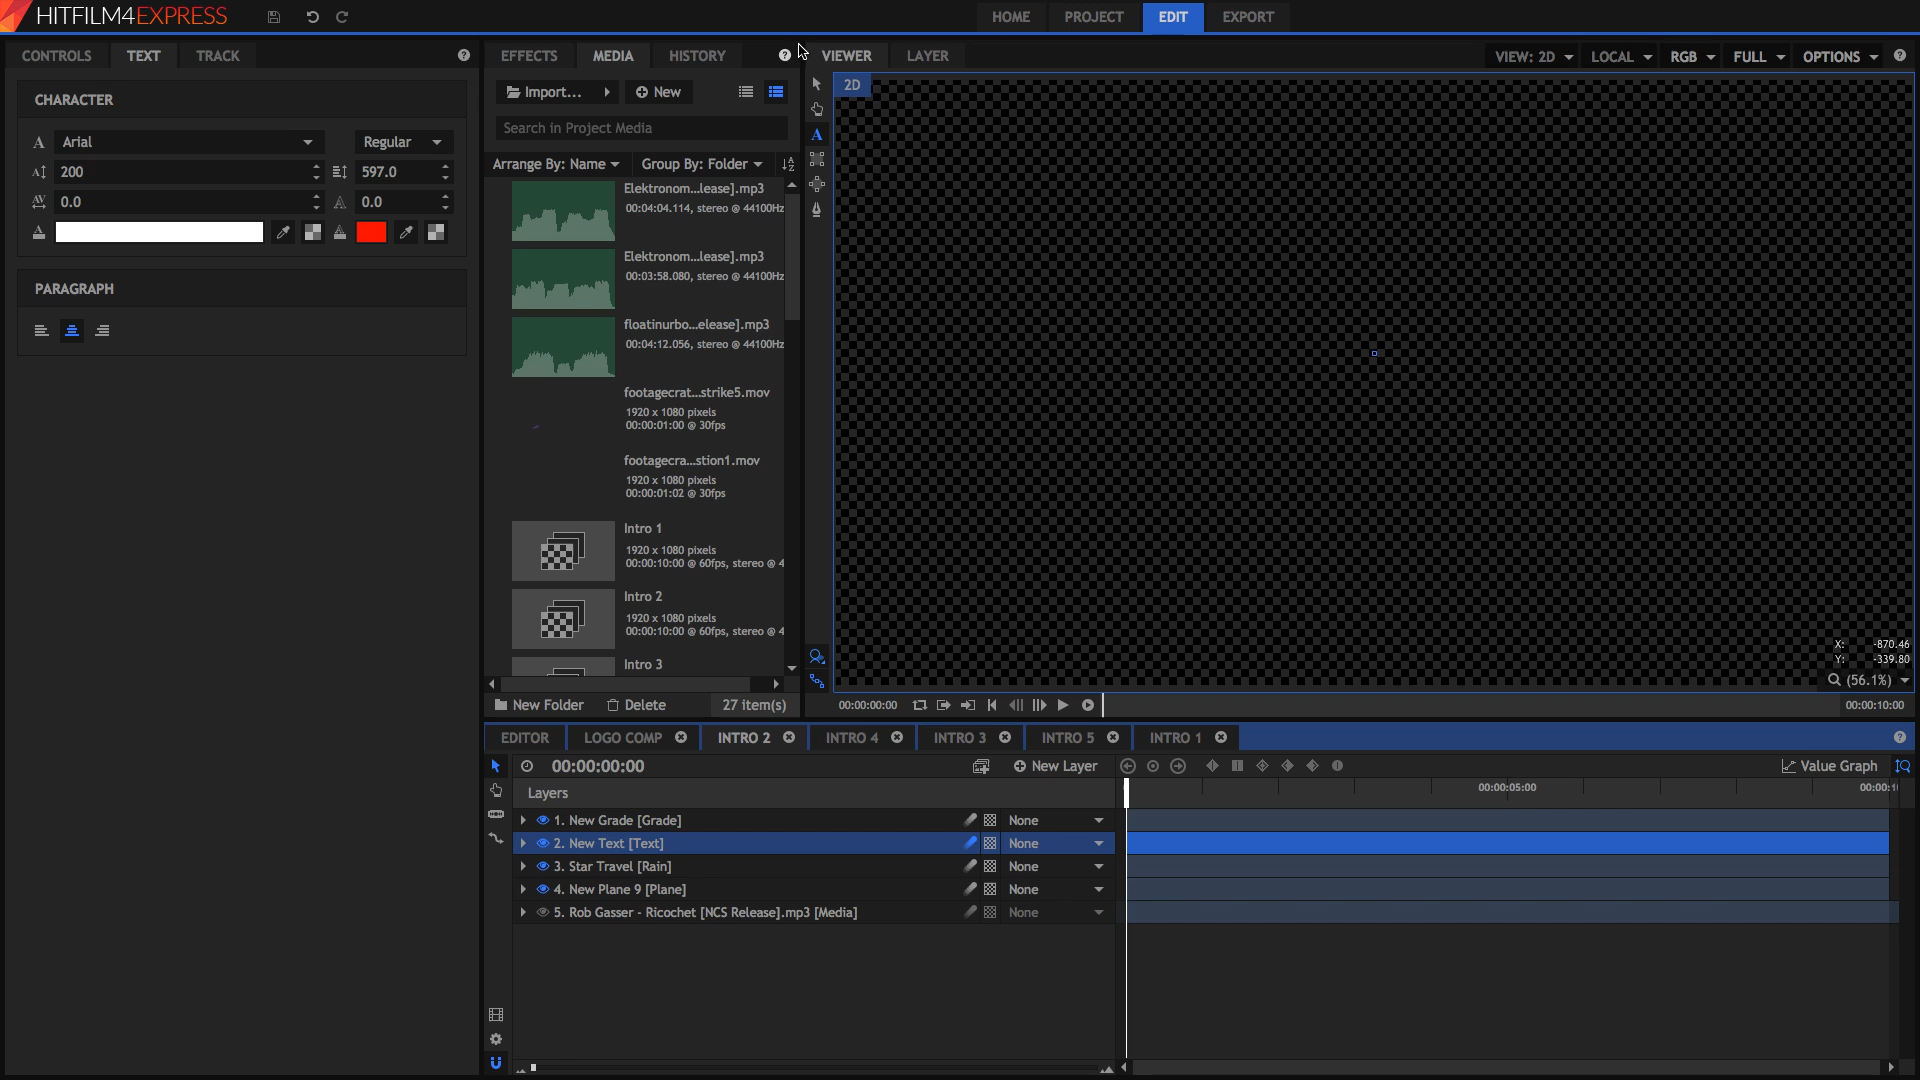 HITFILM4EXPRESS
HOME PROJECT EDIT EXPORT
CONTROLS TEXT TRACK
EFFECTS MEDIA HISTORY
VIEWER LAYER
VIEW: 2D LOCAL RGB FULL OPTIONS
CHARACTER
Arial Regular
200 597.0
0.0 0.0
PARAGRAPH
Import... New
Search in Project Media
Arrange By: Name Group By: Folder
Elektronom...lease].mp3
00:04:04.114, stereo @ 44100Hz
Elektronom...lease].mp3
00:03:58.080, stereo @ 44100Hz
floatinurbo...elease].mp3
00:04:12.056, stereo @ 44100Hz
footagecrat...strike5.mov
1920 x 1080 pixels
00:00:01:00 @ 30fps
footagecra...stion1.mov
1920 x 1080 pixels
00:00:01:02 @ 30fps
Intro 1
1920 x 1080 pixels
00:00:10:00 @ 60fps, stereo @ 4
Intro 2
1920 x 1080 pixels
00:00:10:00 @ 60fps, stereo @ 4
Intro 3
New Folder Delete 27 item(s)
2D
X: -870.46
Y: -339.80
(56.1%)
00:00:00:00 00:00:10:00
EDITOR LOGO COMP INTRO 2 INTRO 4 INTRO 3 INTRO 5 INTRO 1
00:00:00:00 New Layer Value Graph
Layers 00:00:05:00 00:00:1
1. New Grade [Grade] None
2. New Text [Text] None
3. Star Travel [Rain] None
4. New Plane 9 [Plane] None
5. Rob Gasser - Ricochet [NCS Release].mp3 [Media] None